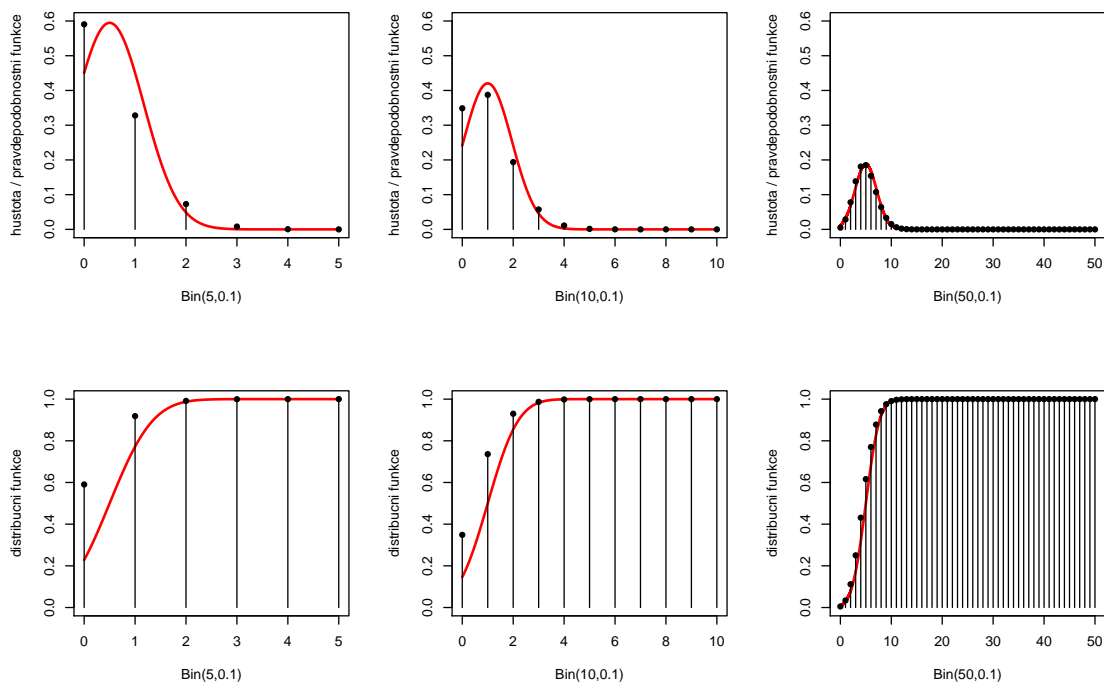 hustota / pravdepodobnostní funkce
0.0 0.1 0.2 0.3 0.4 0.5 0.6
0 1 2 3 4 5
Bin(5,0.1)
hustota / pravdepodobnostní funkce
0.0 0.1 0.2 0.3 0.4 0.5 0.6
0 2 4 6 8 10
Bin(10,0.1)
hustota / pravdepodobnostní funkce
0.0 0.1 0.2 0.3 0.4 0.5 0.6
0 10 20 30 40 50
Bin(50,0.1)
distribucní funkce
0.0 0.2 0.4 0.6 0.8 1.0
0 1 2 3 4 5
Bin(5,0.1)
distribucní funkce
0.0 0.2 0.4 0.6 0.8 1.0
0 2 4 6 8 10
Bin(10,0.1)
distribucní funkce
0.0 0.2 0.4 0.6 0.8 1.0
0 10 20 30 40 50
Bin(50,0.1)